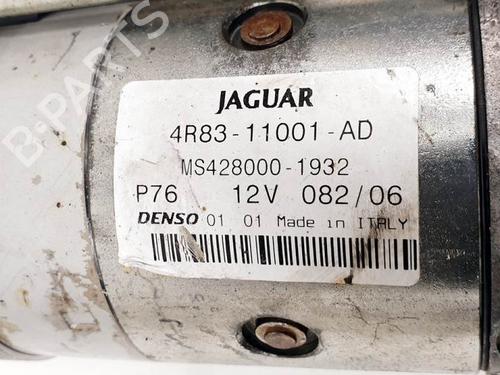 JAGUAR
4R83-11001-AD
MS428000-1932
P76 12V 082/06
DENSO 01 01 Made in ITALY
B-PARTS